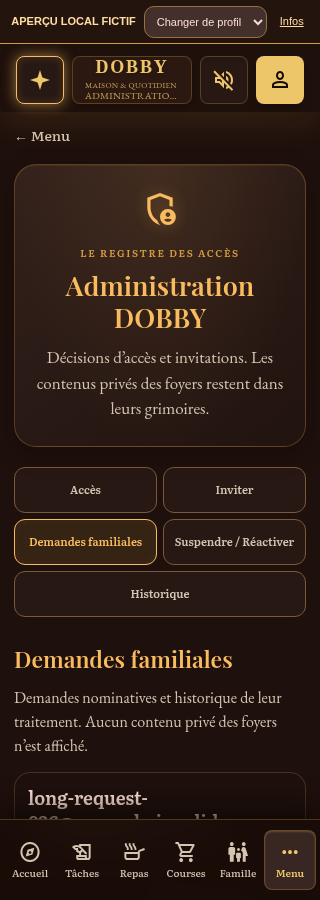 APERÇU LOCAL FICTIF Changer de profil Infos
DOBBY
MAISON & QUOTIDIEN
ADMINISTRATIO...
← Menu
LE REGISTRE DES ACCÈS
Administration
DOBBY
Décisions d’accès et invitations. Les
contenus privés des foyers restent dans
leurs grimoires.
Accès Inviter
Demandes familiales Suspendre / Réactiver
Historique
Demandes familiales
Demandes nominatives et historique de leur
traitement. Aucun contenu privé des foyers
n’est affiché.
long-request-
Accueil Tâches Repas Courses Famille Menu